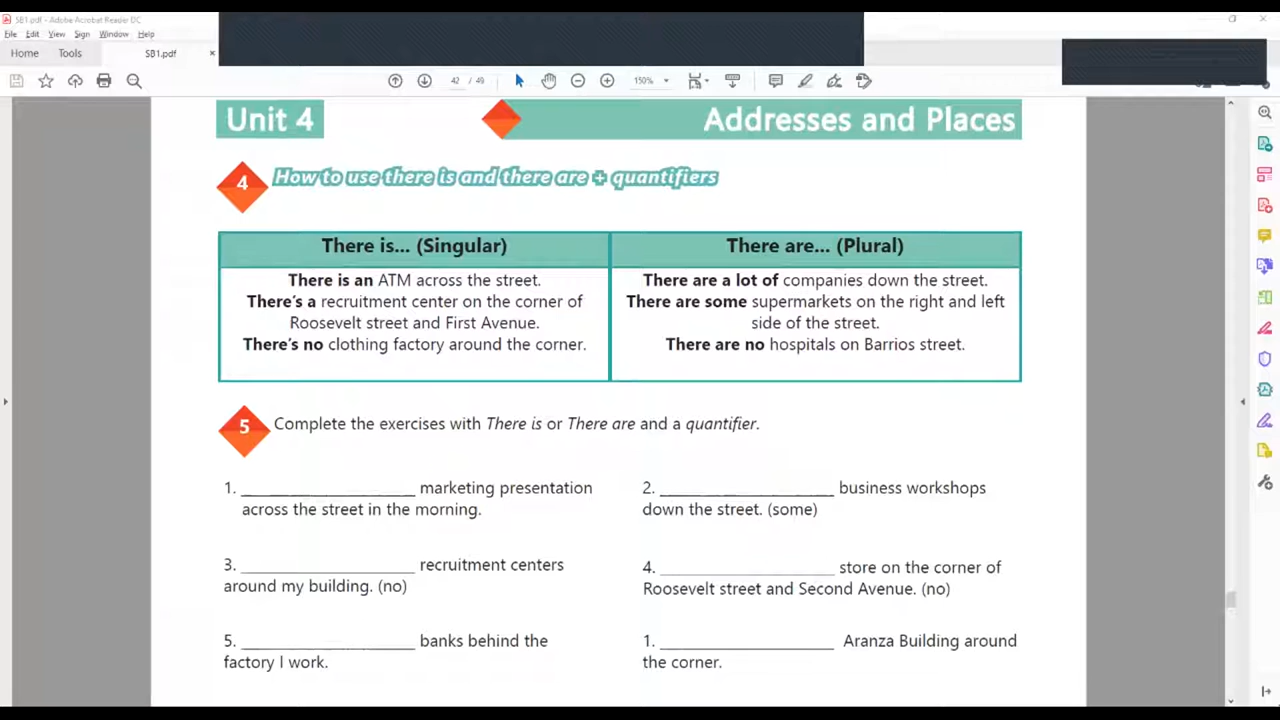 SB1.pdf - Adobe Acrobat Reader DC
File Edit View Sign Window Help
Home Tools SB1.pdf ×
42 / 49 150%
Unit 4 Addresses and Places
4 How to use there is and there are + quantifiers
There is... (Singular) There are... (Plural)
There is an ATM across the street.
There's a recruitment center on the corner of
Roosevelt street and First Avenue.
There's no clothing factory around the corner.
There are a lot of companies down the street.
There are some supermarkets on the right and left
side of the street.
There are no hospitals on Barrios street.
5 Complete the exercises with There is or There are and a quantifier.
1. _________________ marketing presentation
across the street in the morning.
2. _________________ business workshops
down the street. (some)
3. _________________ recruitment centers
around my building. (no)
4. _________________ store on the corner of
Roosevelt street and Second Avenue. (no)
5. _________________ banks behind the
factory I work.
1. _________________ Aranza Building around
the corner.